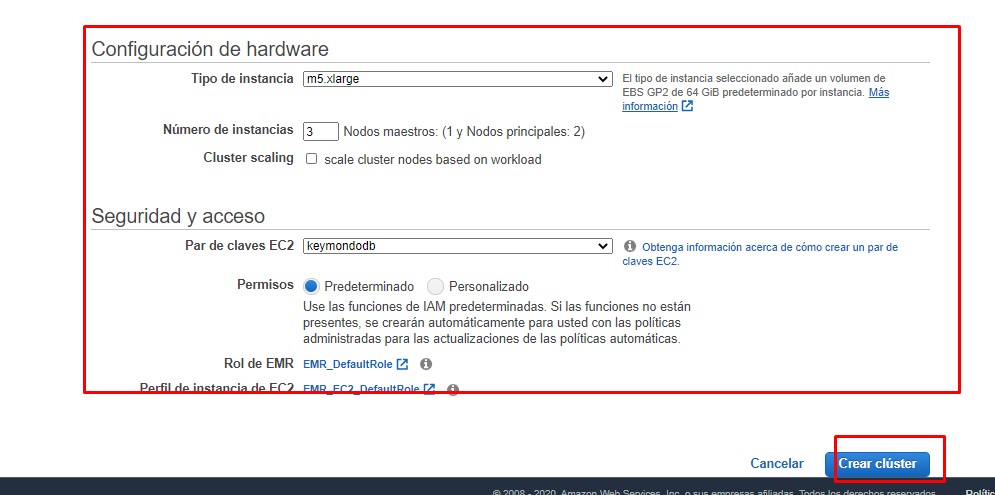 Configuración de hardware
Tipo de instancia m5.xlarge El tipo de instancia seleccionado añade un volumen de
EBS GP2 de 64 GiB predeterminado por instancia. Más
información
Número de instancias 3 Nodos maestros: (1 y Nodos principales: 2)
Cluster scaling scale cluster nodes based on workload
Seguridad y acceso
Par de claves EC2 keymondodb Obtenga información acerca de cómo crear un par de
claves EC2.
Permisos Predeterminado Personalizado
Use las funciones de IAM predeterminadas. Si las funciones no están
presentes, se crearán automáticamente para usted con las políticas
administradas para las actualizaciones de las políticas automáticas.
Rol de EMR EMR_DefaultRole
Perfil de instancia de EC2 EMR_EC2_DefaultRole
Cancelar Crear clúster
© 2008 - 2020, Amazon Web Services, Inc. o sus empresas afiliadas. Todos los derechos reservados.